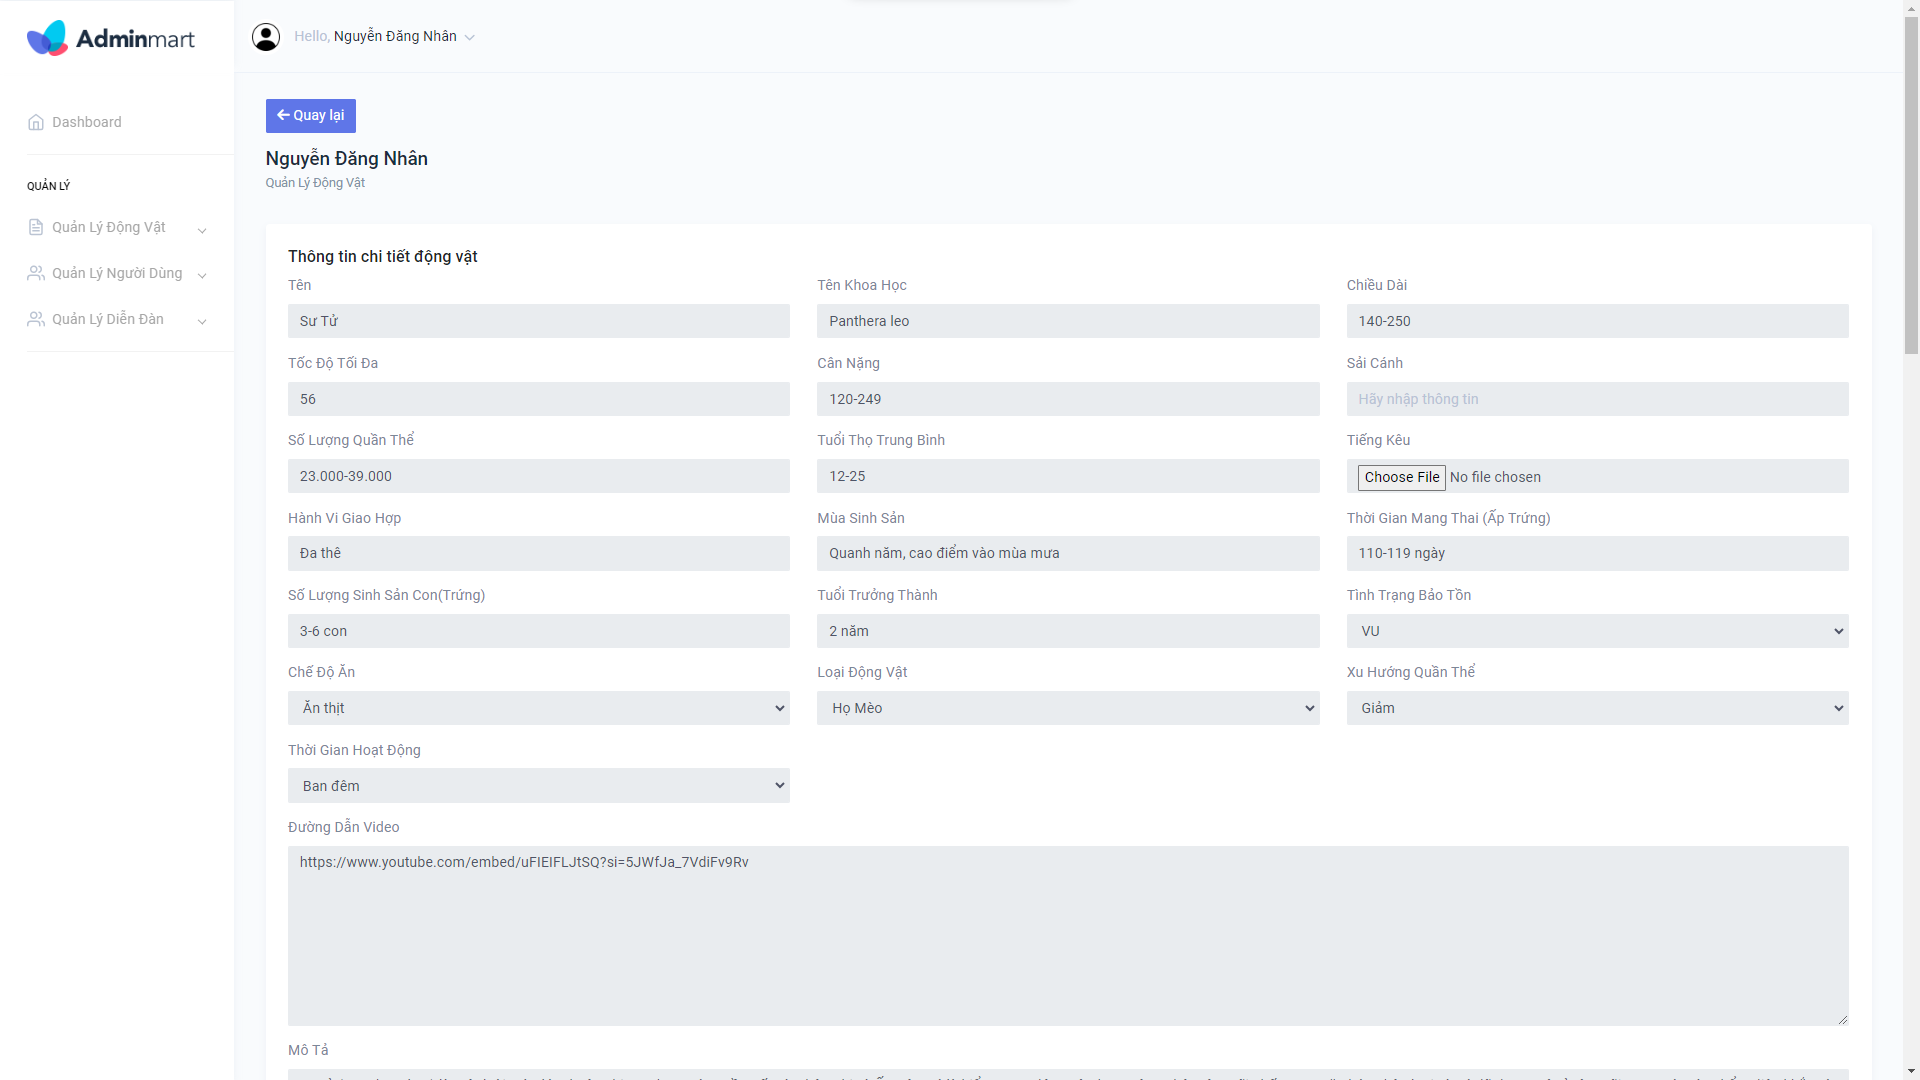 Adminmart
Hello, Nguyễn Đăng Nhân
Dashboard
QUẢN LÝ
Quản Lý Động Vật
Quản Lý Người Dùng
Quản Lý Diễn Đàn
Quay lại
Nguyễn Đăng Nhân
Quản Lý Động Vật
Thông tin chi tiết động vật
Tên
Sư Tử
Tên Khoa Học
Panthera leo
Chiều Dài
140-250
Tốc Độ Tối Đa
56
Cân Nặng
120-249
Sải Cánh
Hãy nhập thông tin
Số Lượng Quần Thể
23.000-39.000
Tuổi Thọ Trung Bình
12-25
Tiếng Kêu
Choose File No file chosen
Hành Vi Giao Hợp
Đa thê
Mùa Sinh Sản
Quanh năm, cao điểm vào mùa mưa
Thời Gian Mang Thai (Ấp Trứng)
110-119 ngày
Số Lượng Sinh Sản Con(Trứng)
3-6 con
Tuổi Trưởng Thành
2 năm
Tình Trạng Bảo Tồn
VU
Chế Độ Ăn
Ăn thịt
Loại Động Vật
Họ Mèo
Xu Hướng Quần Thể
Giảm
Thời Gian Hoạt Động
Ban đêm
Đường Dẫn Video
https://www.youtube.com/embed/uFIEIFLJtSQ?si=5JWfJa_7VdiFv9Rv
Mô Tả